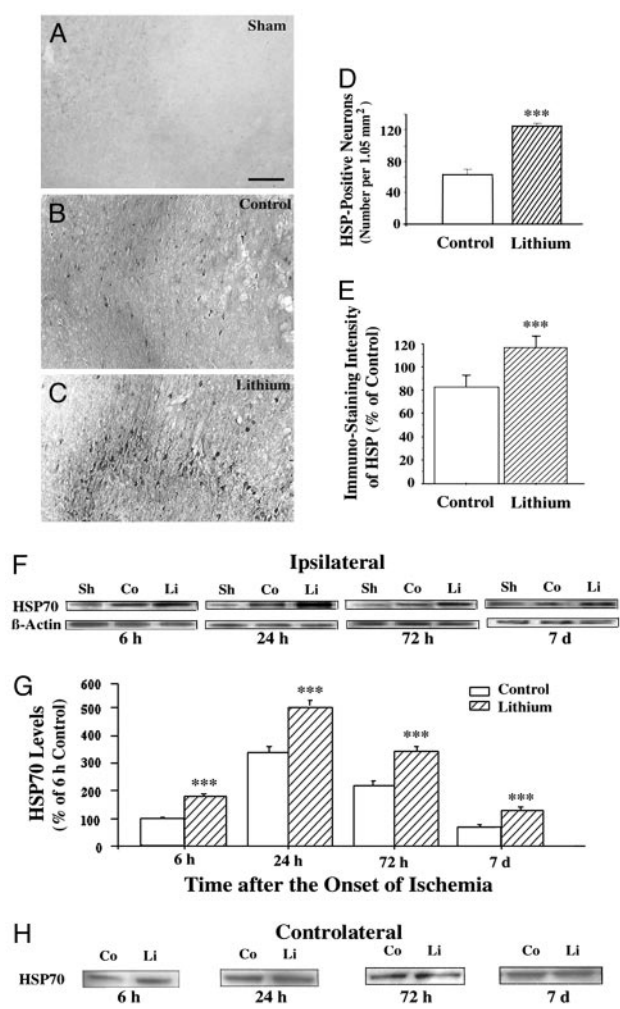 A
Sham
B
Control
C
Lithium
D
HSP-Positive Neurons
(Number per 1.05 mm²)
120
80
40
0
***
Control Lithium
E
Immuno-Staining Intensity
of HSP (% of Control)
120
100
80
60
40
20
0
***
Control Lithium
F
Ipsilateral
Sh Co Li Sh Co Li Sh Co Li Sh Co Li
HSP70
ß-Actin
6 h 24 h 72 h 7 d
G
HSP70 Levels
(% of 6 h Control)
600
500
400
300
200
100
0
***
***
***
***
Control
Lithium
6 h 24 h 72 h 7 d
Time after the Onset of Ischemia
H
Controlateral
Co Li Co Li Co Li Co Li
HSP70
6 h 24 h 72 h 7 d